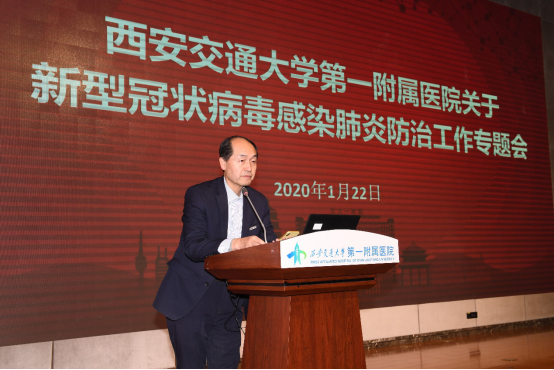 西安交通大学第一附属医院关于
新型冠状病毒感染肺炎防治工作专题会
2020年1月22日
西安交通大学 第一附属医院